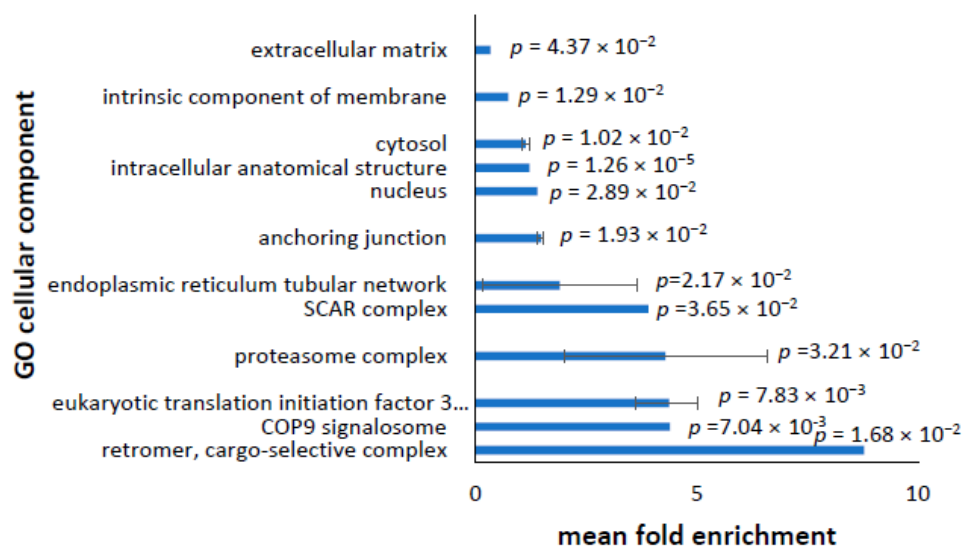 GO cellular component
extracellular matrix
p = 4.37 × 10⁻²
intrinsic component of membrane
p = 1.29 × 10⁻²
cytosol
p = 1.02 × 10⁻²
intracellular anatomical structure
p = 1.26 × 10⁻⁵
nucleus
p = 2.89 × 10⁻²
anchoring junction
p = 1.93 × 10⁻²
endoplasmic reticulum tubular network
p=2.17 × 10⁻²
SCAR complex
p =3.65 × 10⁻²
proteasome complex
p =3.21 × 10⁻²
eukaryotic translation initiation factor 3...
p = 7.83 × 10⁻³
COP9 signalosome
p =7.04 × 10⁻³
retromer, cargo-selective complex
p = 1.68 × 10⁻²
0 5 10
mean fold enrichment